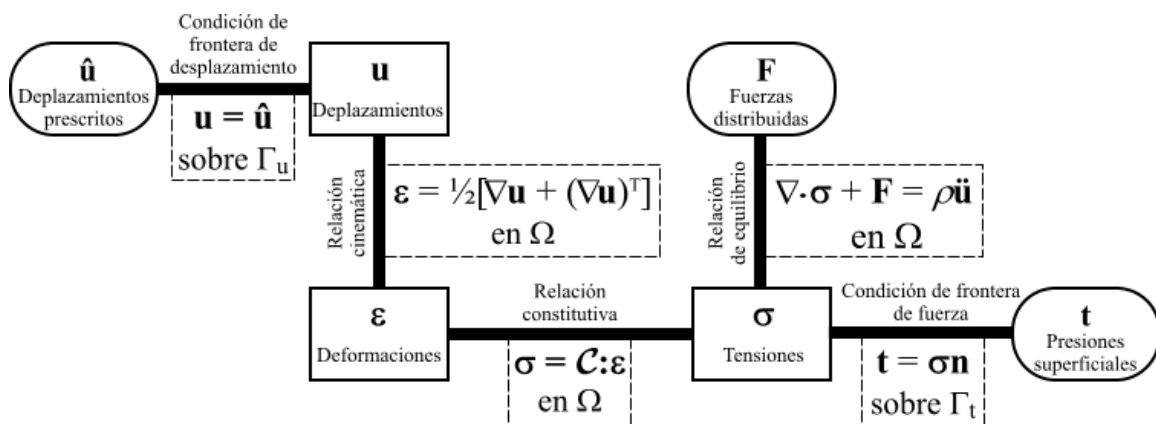 Condición de
frontera de
desplazamiento
û
Deplazamientos
prescritos
u = û
sobre Γu
u
Deplazamientos
F
Fuerzas
distribuidas
Relación
cinemática
ε = ½[∇u + (∇u)ᵀ]
en Ω
Relación
de equilibrio
∇·σ + F = ρü
en Ω
ε
Deformaciones
Relación
constitutiva
σ = C:ε
en Ω
σ
Tensiones
Condición de frontera
de fuerza
t = σn
sobre Γt
t
Presiones
superficiales